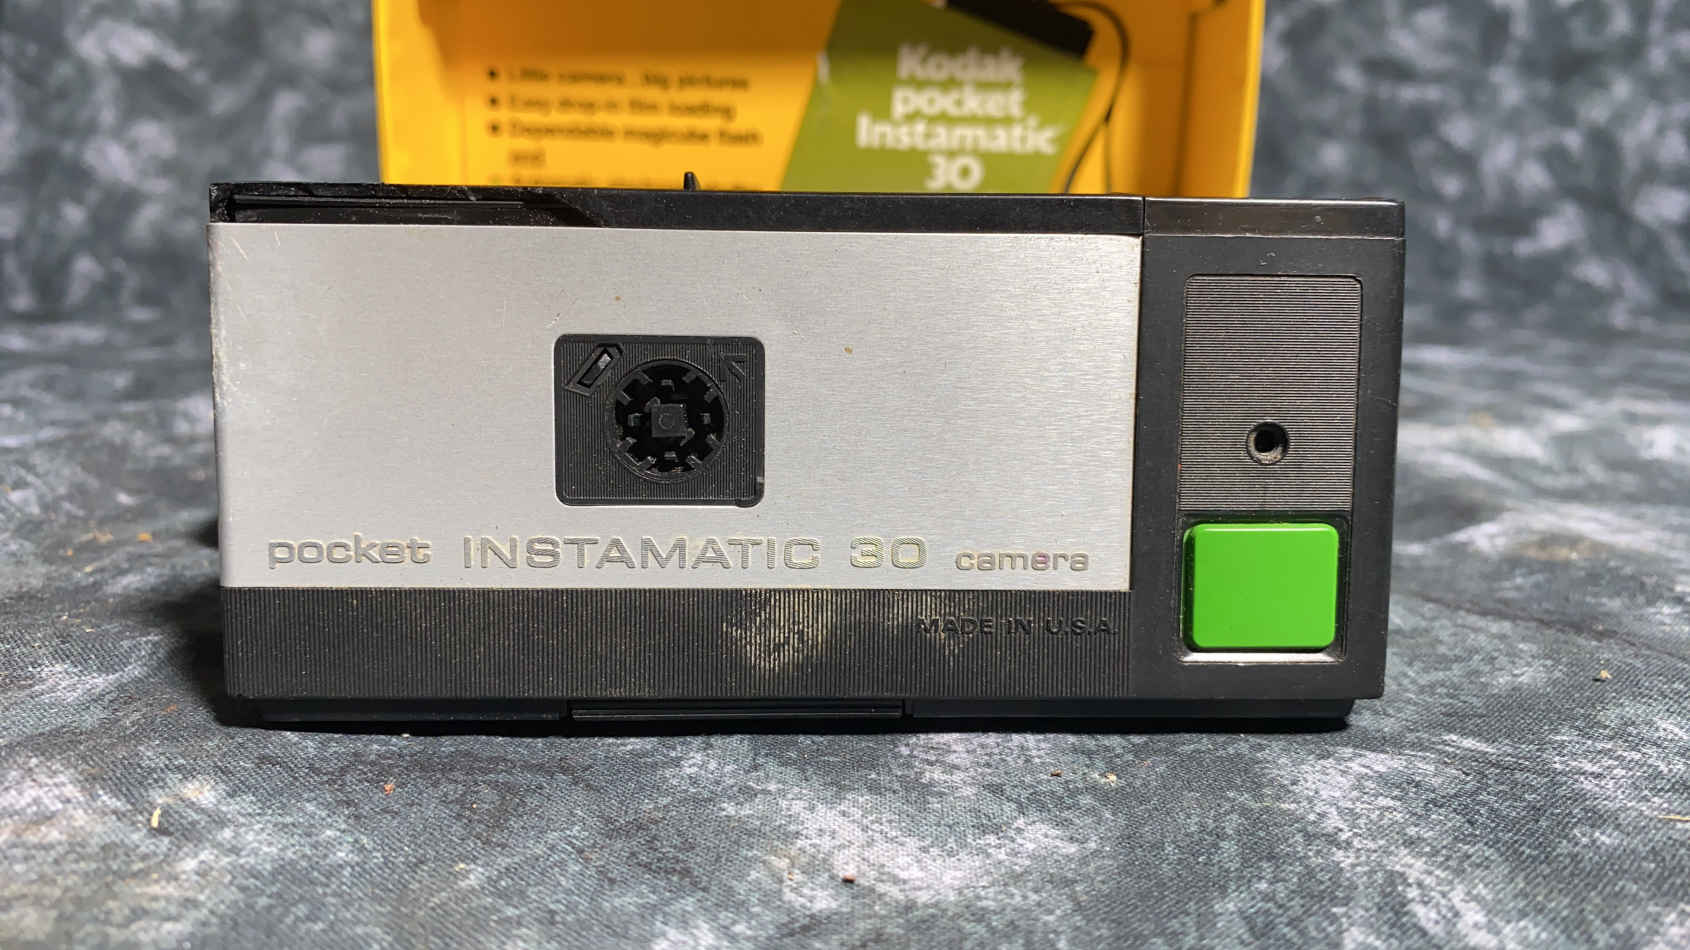 Little camera...big pictures
Easy drop-in film loading
Dependable magicube flash
and
Kodak
pocket
Instamatic
30
pocket INSTAMATIC 30 camera
MADE IN U.S.A.